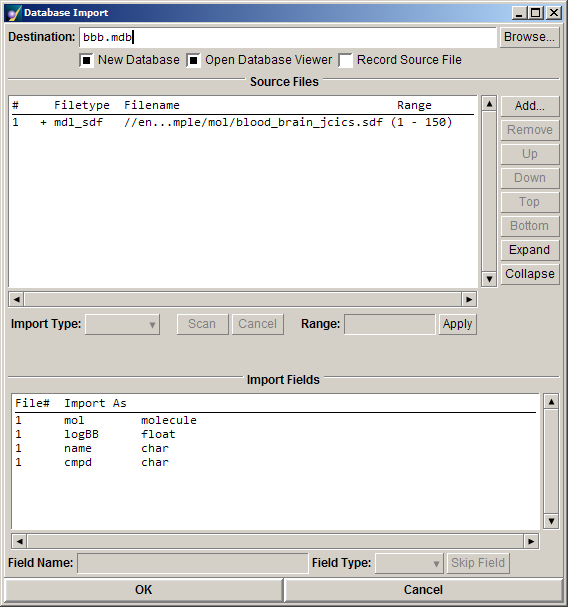 Database Import
Destination: bbb.mdb Browse...
New Database Open Database Viewer Record Source File
Source Files
# Filetype Filename Range
1 + mdl_sdf //en...mple/mol/blood_brain_jcics.sdf (1 - 150)
Add...
Remove
Up
Down
Top
Bottom
Expand
Collapse
Import Type: Scan Cancel Range: Apply
Import Fields
File# Import As
1 mol molecule
1 logBB float
1 name char
1 cmpd char
Field Name: Field Type: Skip Field
OK Cancel